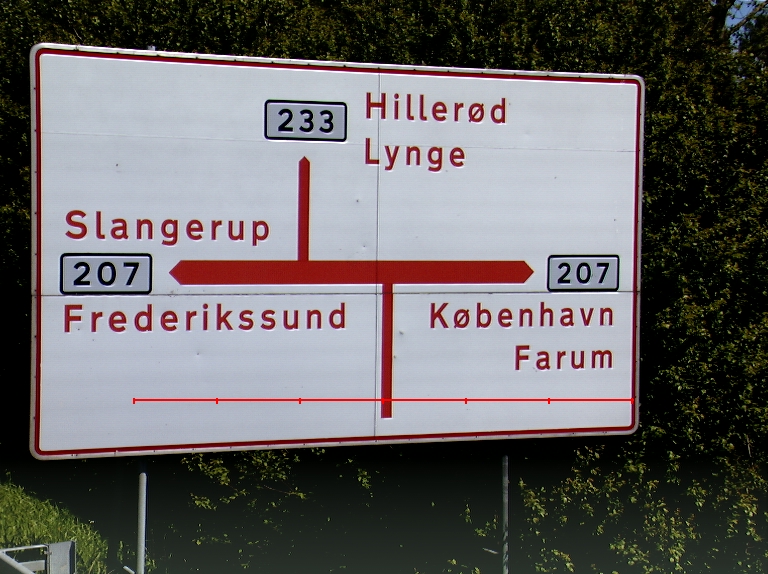 233
Hillerød
Lynge
Slangerup
207
207
Frederikssund
København
Farum